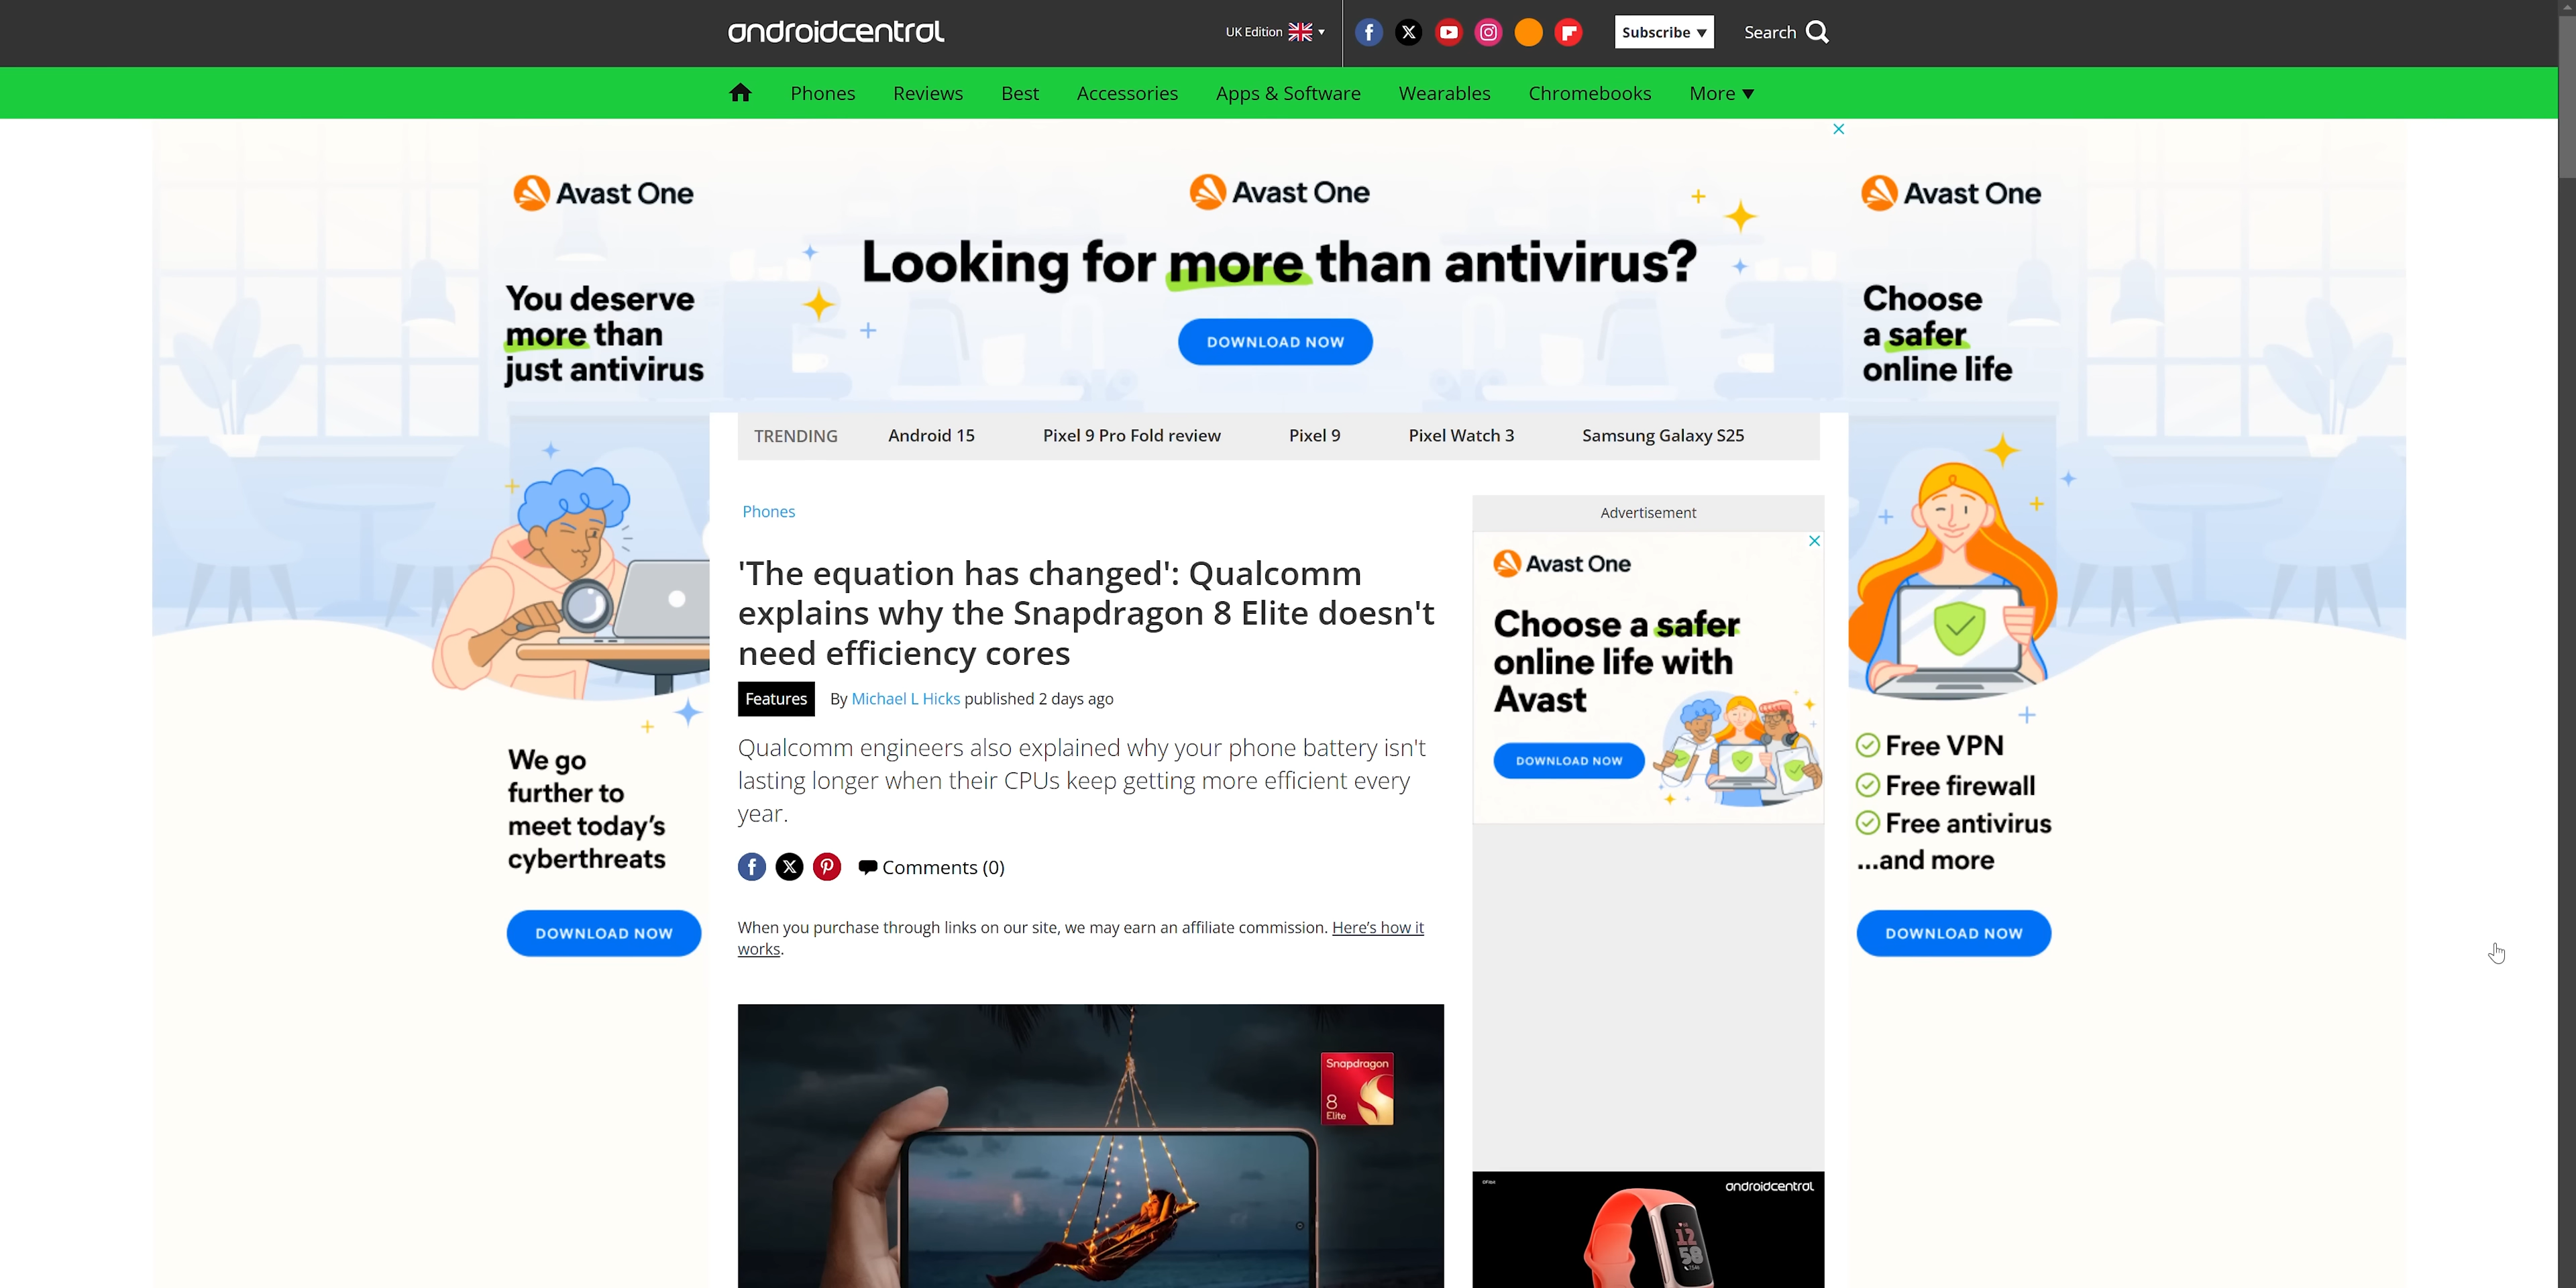 androidcentral
UK Edition
Subscribe
Search
Phones
Reviews
Best
Accessories
Apps & Software
Wearables
Chromebooks
More
Avast One
You deserve
more than
just antivirus
We go
further to
meet today's
cyberthreats
DOWNLOAD NOW
Avast One
Looking for more than antivirus?
DOWNLOAD NOW
Avast One
Choose
a safer
online life
Free VPN
Free firewall
Free antivirus
...and more
DOWNLOAD NOW
TRENDING
Android 15
Pixel 9 Pro Fold review
Pixel 9
Pixel Watch 3
Samsung Galaxy S25
Phones
'The equation has changed': Qualcomm
explains why the Snapdragon 8 Elite doesn't
need efficiency cores
Features
By Michael L Hicks published 2 days ago
Qualcomm engineers also explained why your phone battery isn't
lasting longer when their CPUs keep getting more efficient every
year.
Comments (0)
When you purchase through links on our site, we may earn an affiliate commission. Here's how it
works.
Snapdragon
8
Elite
Advertisement
Avast One
Choose a safer
online life with
Avast
DOWNLOAD NOW
androidcentral
12
58